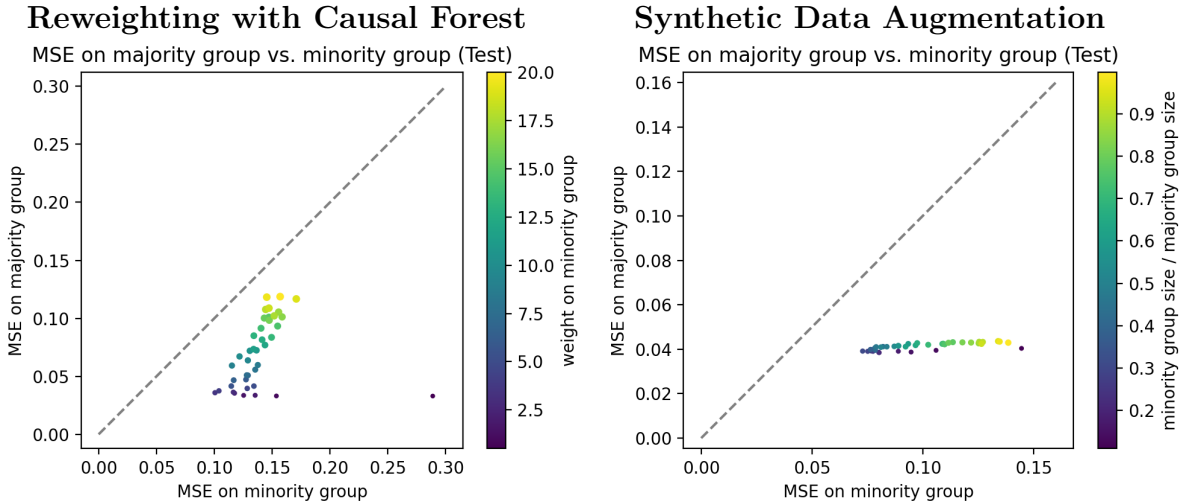 Reweighting with Causal Forest
MSE on majority group vs. minority group (Test)
MSE on majority group
0.30
0.25
0.20
0.15
0.10
0.05
0.00
0.00 0.05 0.10 0.15 0.20 0.25 0.30
MSE on minority group
20.0
17.5
15.0
12.5
10.0
7.5
5.0
2.5
weight on minority group
Synthetic Data Augmentation
MSE on majority group vs. minority group (Test)
MSE on majority group
0.16
0.14
0.12
0.10
0.08
0.06
0.04
0.02
0.00
0.00 0.05 0.10 0.15
MSE on minority group
0.9
0.8
0.7
0.6
0.5
0.4
0.3
0.2
minority group size / majority group size